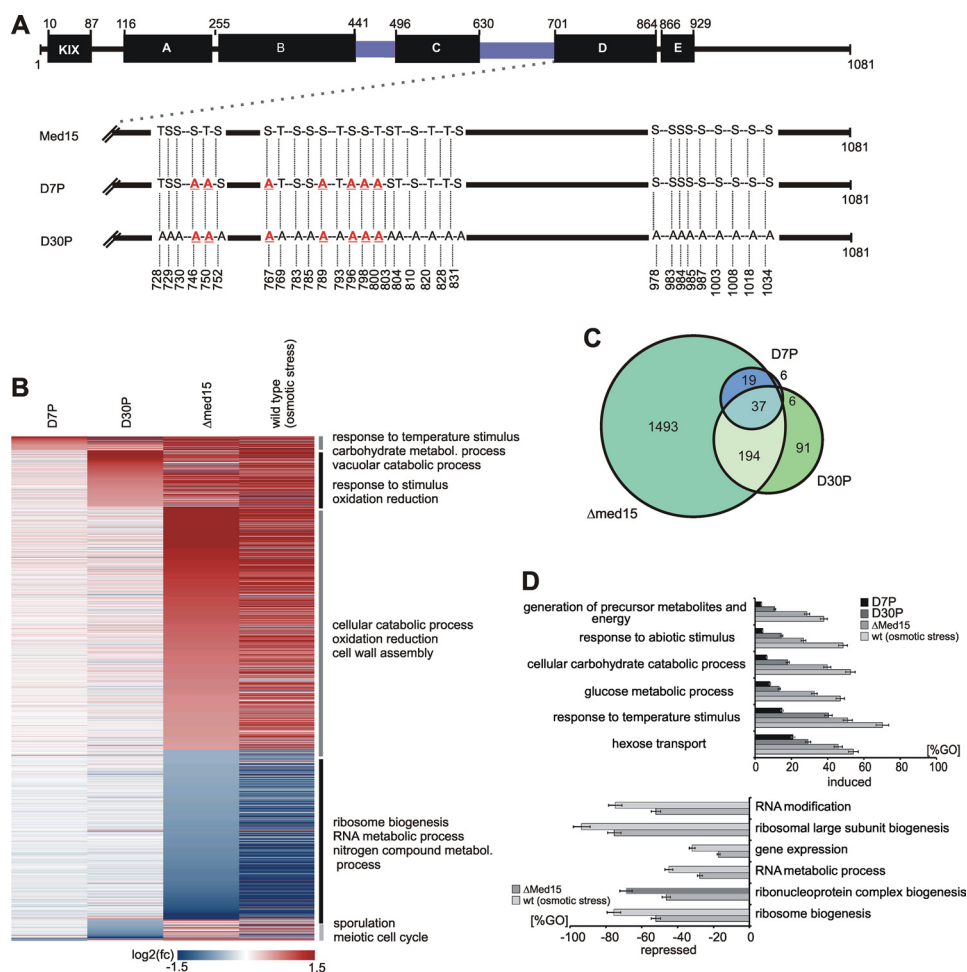 A
10 87 116 255 441 496 630 701 864 866 929
KIX A B C D E
1 1081
Med15 TSS--S-T-S S-T--S-S-S-T-S-S-T-ST--S--T-T-S S--SSS-S--S--S--S--S 1081
D7P TSS--A-A-S A-T-S-S--A--T-A-A-A-ST--S--T-T-S S--SSS-S--S--S--S--S 1081
D30P AAA--A-A--A A-A--A-A--A--A-A-A-A-AA--A--A-A-A A--AAA-A--A--A--A--A 1081
728 729 730 746 750 752 767 769 783 785 789 793 796 798 800 803 804 810 820 828 831 978 983 984 985 987 1003 1008 1018 1034
B
D7P D30P Δmed15 wild type (osmotic stress)
response to temperature stimulus
carbohydrate metabol. process
vacuolar catabolic process
response to stimulus
oxidation reduction
cellular catabolic process
oxidation reduction
cell wall assembly
ribosome biogenesis
RNA metabolic process
nitrogen compound metabol.
process
sporulation
meiotic cell cycle
log2(fc)
-1.5 1.5
C
D7P
19 6
37 6
1493
194 91
D30P
Δmed15
D
D7P
D30P
ΔMed15
wt (osmotic stress)
generation of precursor metabolites and
energy
response to abiotic stimulus
cellular carbohydrate catabolic process
glucose metabolic process
response to temperature stimulus
hexose transport
[%GO]
0 20 40 60 80 100
induced
RNA modification
ribosomal large subunit biogenesis
gene expression
RNA metabolic process
ribonucleoprotein complex biogenesis
ribosome biogenesis
ΔMed15
wt (osmotic stress)
[%GO]
-100 -80 -60 -40 -20 0
repressed